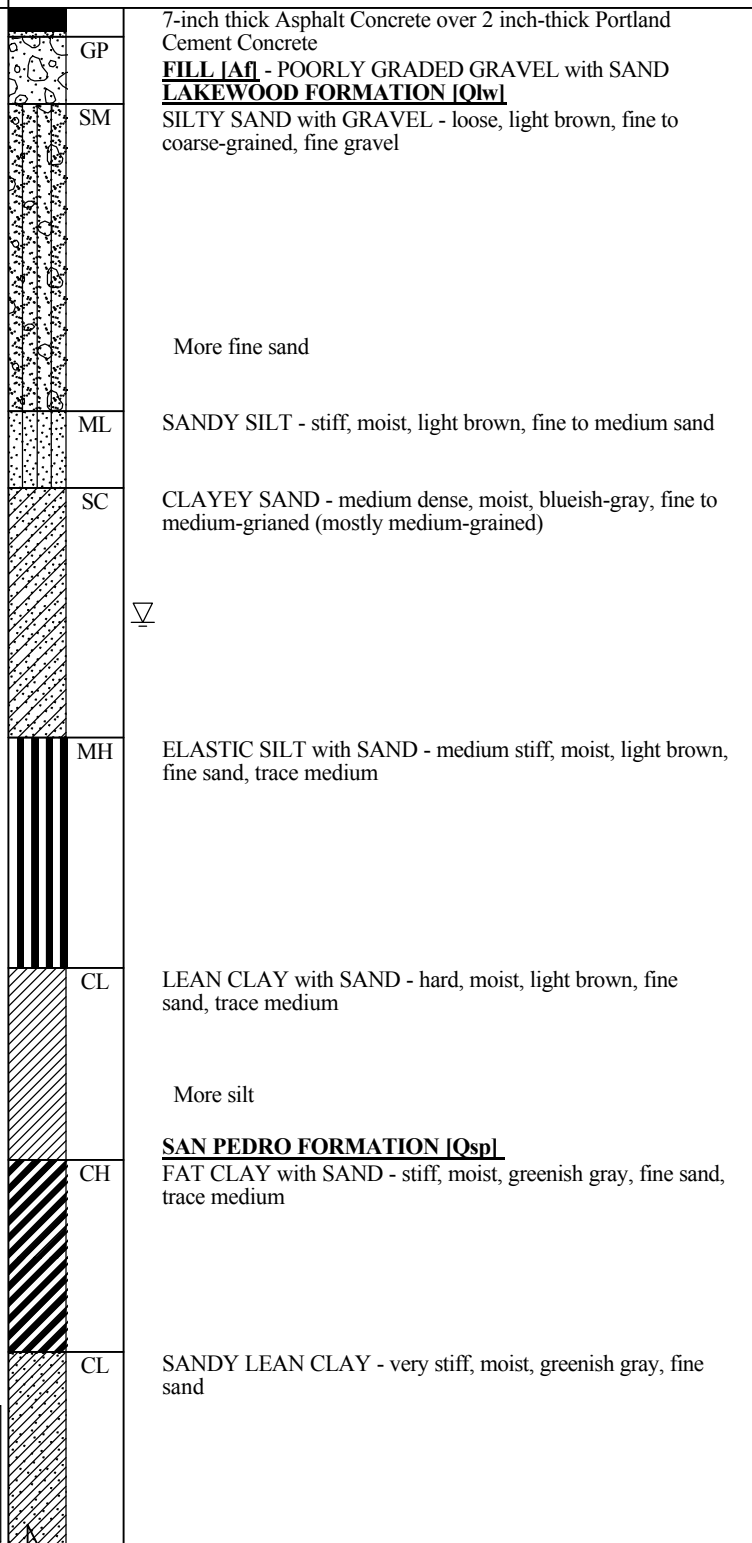 7-inch thick Asphalt Concrete over 2 inch-thick Portland
Cement Concrete
GP
FILL [Af] - POORLY GRADED GRAVEL with SAND
LAKEWOOD FORMATION [Qlw]
SM
SILTY SAND with GRAVEL - loose, light brown, fine to
coarse-grained, fine gravel
More fine sand
ML
SANDY SILT - stiff, moist, light brown, fine to medium sand
SC
CLAYEY SAND - medium dense, moist, blueish-gray, fine to
medium-grianed (mostly medium-grained)
MH
ELASTIC SILT with SAND - medium stiff, moist, light brown,
fine sand, trace medium
CL
LEAN CLAY with SAND - hard, moist, light brown, fine
sand, trace medium
More silt
SAN PEDRO FORMATION [Qsp]
CH
FAT CLAY with SAND - stiff, moist, greenish gray, fine sand,
trace medium
CL
SANDY LEAN CLAY - very stiff, moist, greenish gray, fine
sand